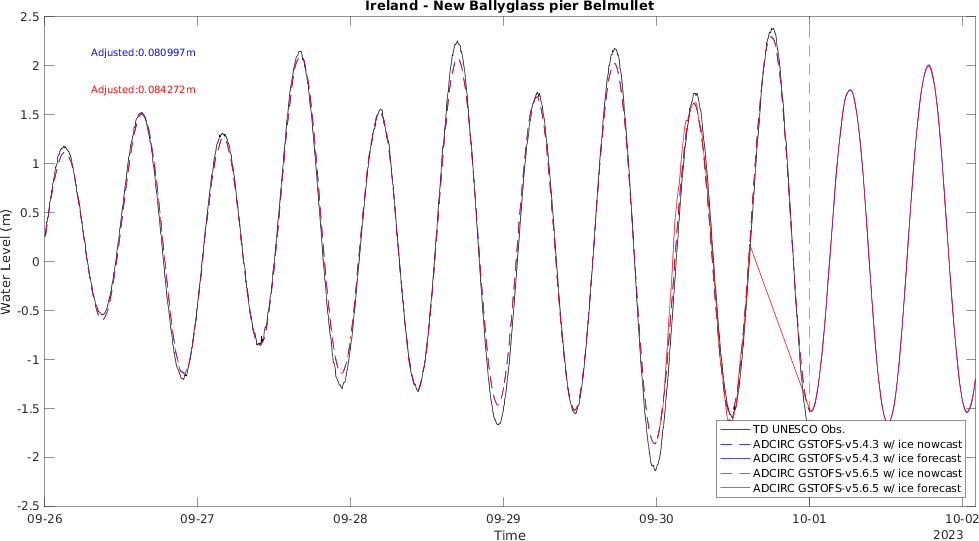 Ireland - New Ballyglass pier Belmullet
Adjusted:0.080997m
Adjusted:0.084272m
Water Level (m)
2.5
2
1.5
1
0.5
0
-0.5
-1
-1.5
-2
-2.5
TD UNESCO Obs.
ADCIRC GSTOFS-v5.4.3 w/ ice nowcast
ADCIRC GSTOFS-v5.4.3 w/ ice forecast
ADCIRC GSTOFS-v5.6.5 w/ ice nowcast
ADCIRC GSTOFS-v5.6.5 w/ ice forecast
09-26 09-27 09-28 09-29 09-30 10-01 10-02
Time
2023